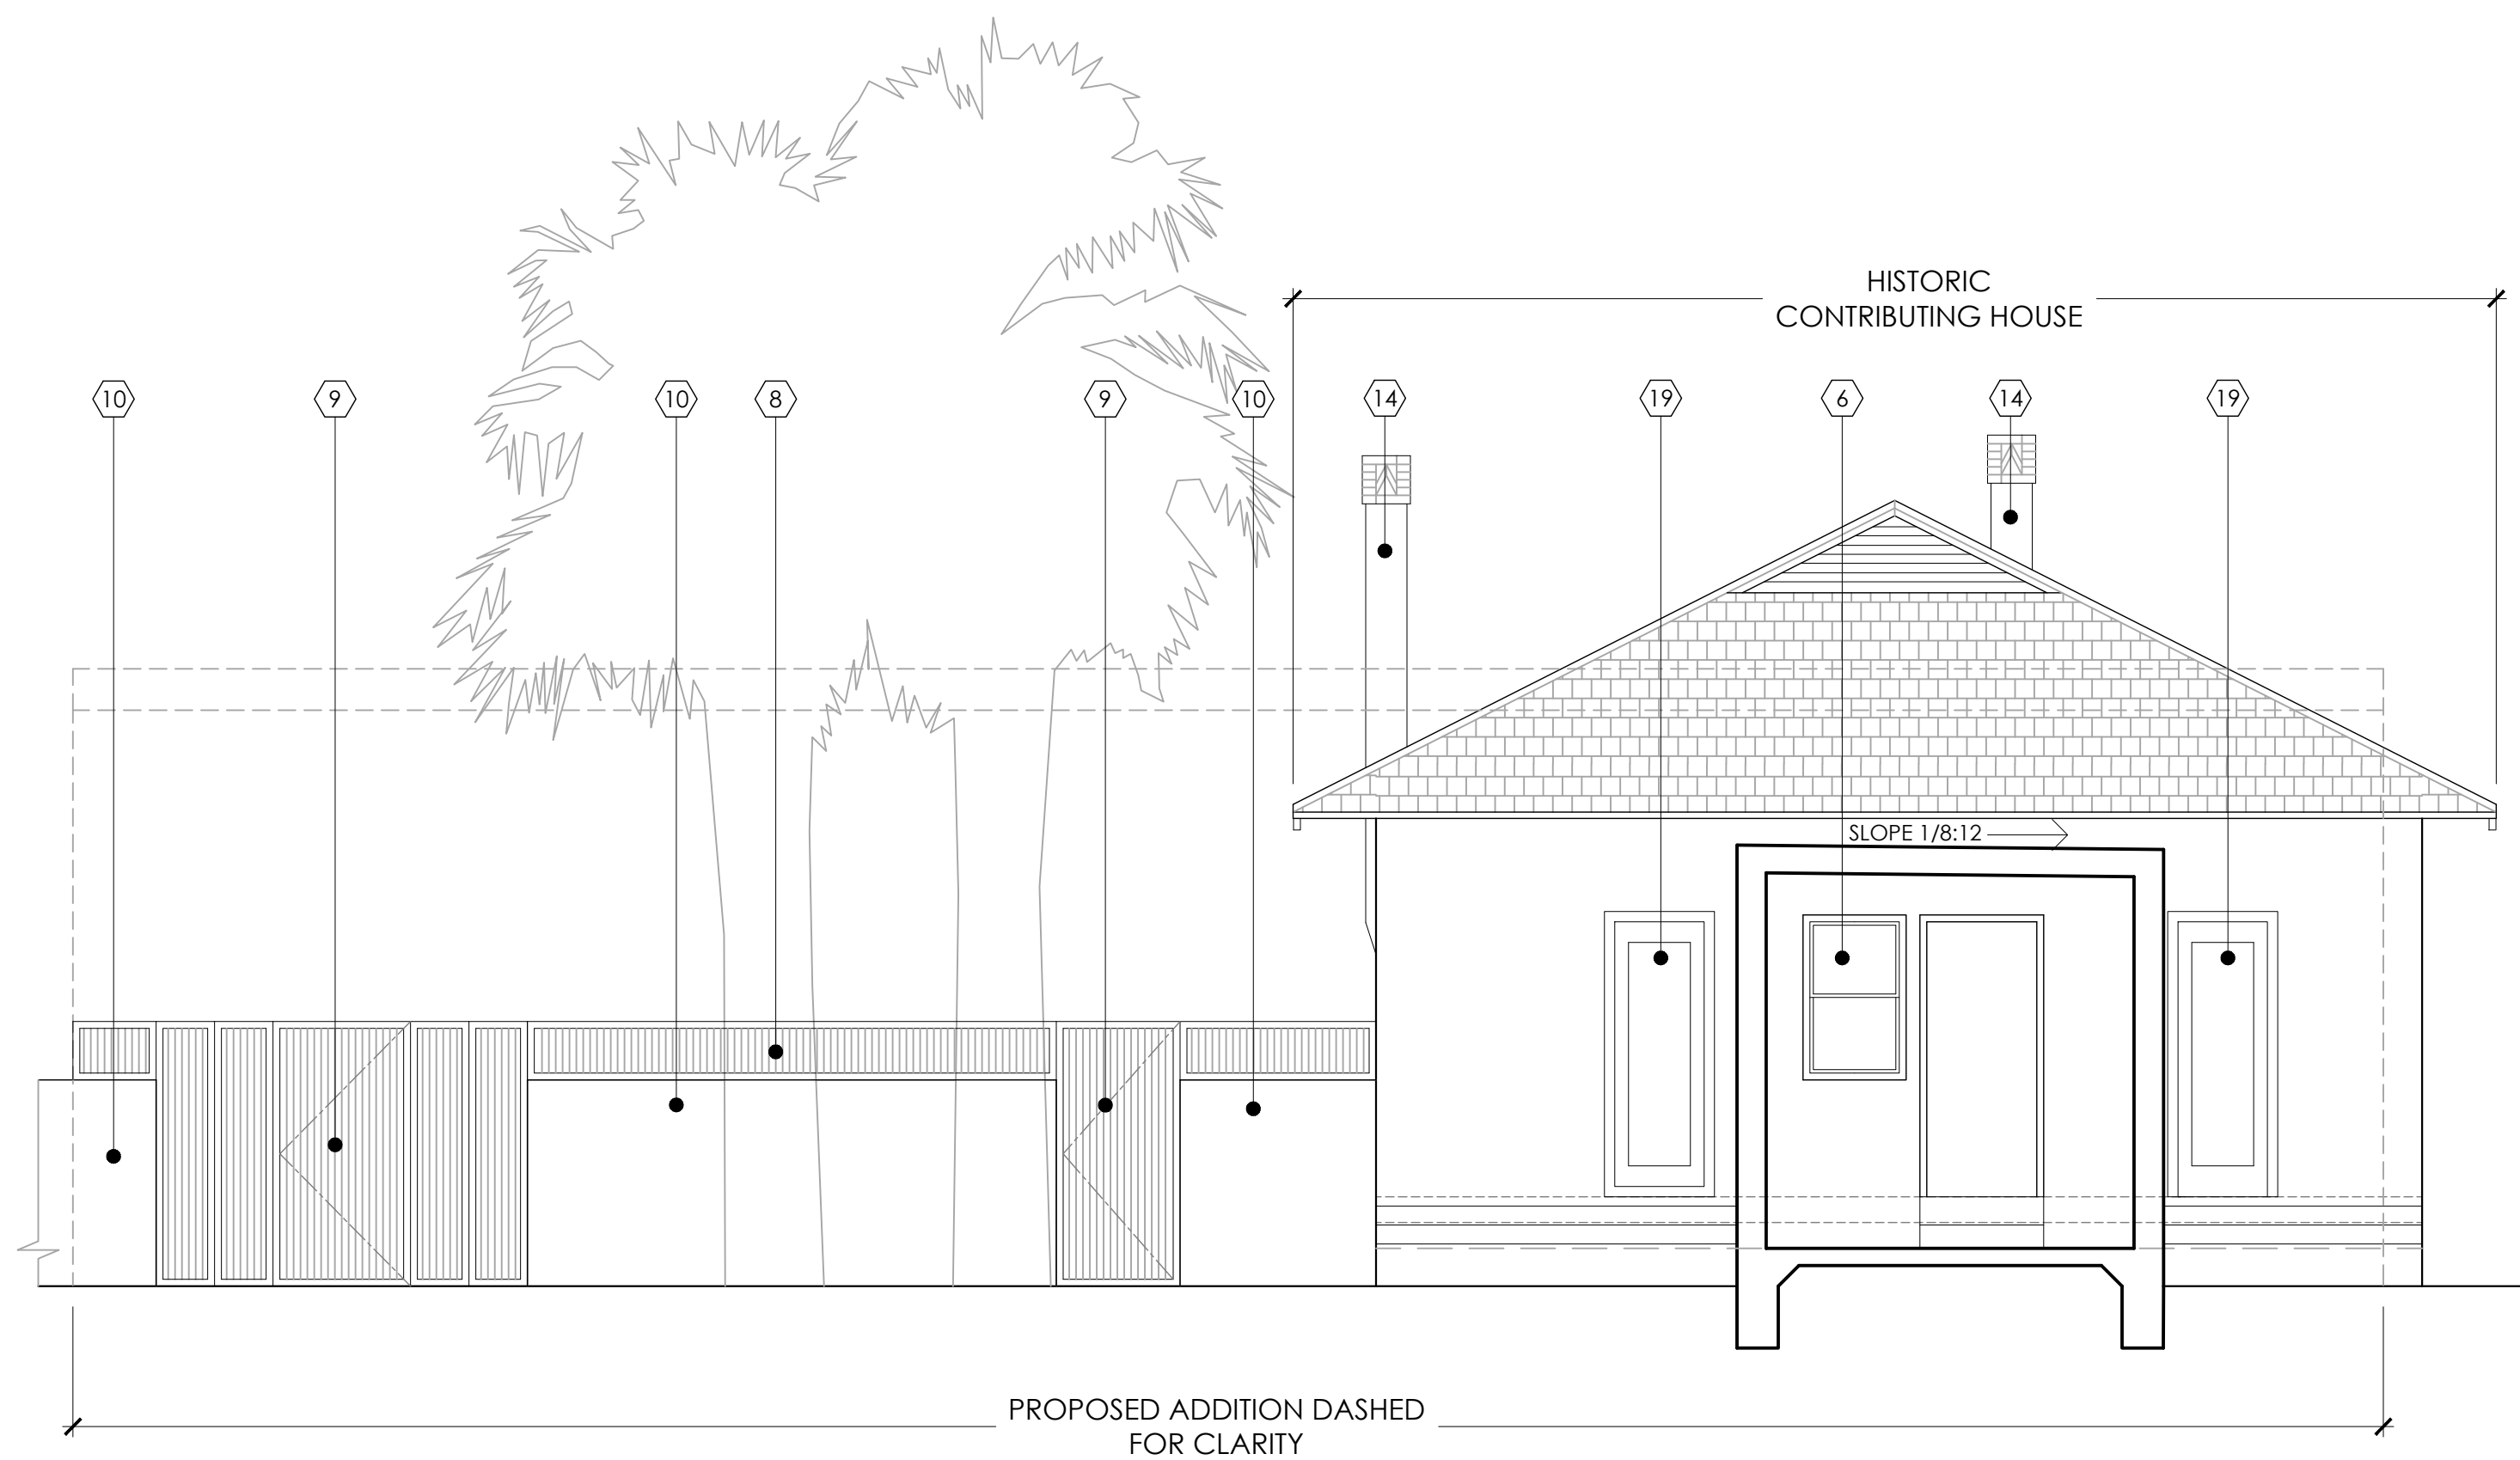 HISTORIC
CONTRIBUTING HOUSE
10
9
10
8
9
10
14
19
6
14
19
SLOPE 1/8:12
PROPOSED ADDITION DASHED
FOR CLARITY